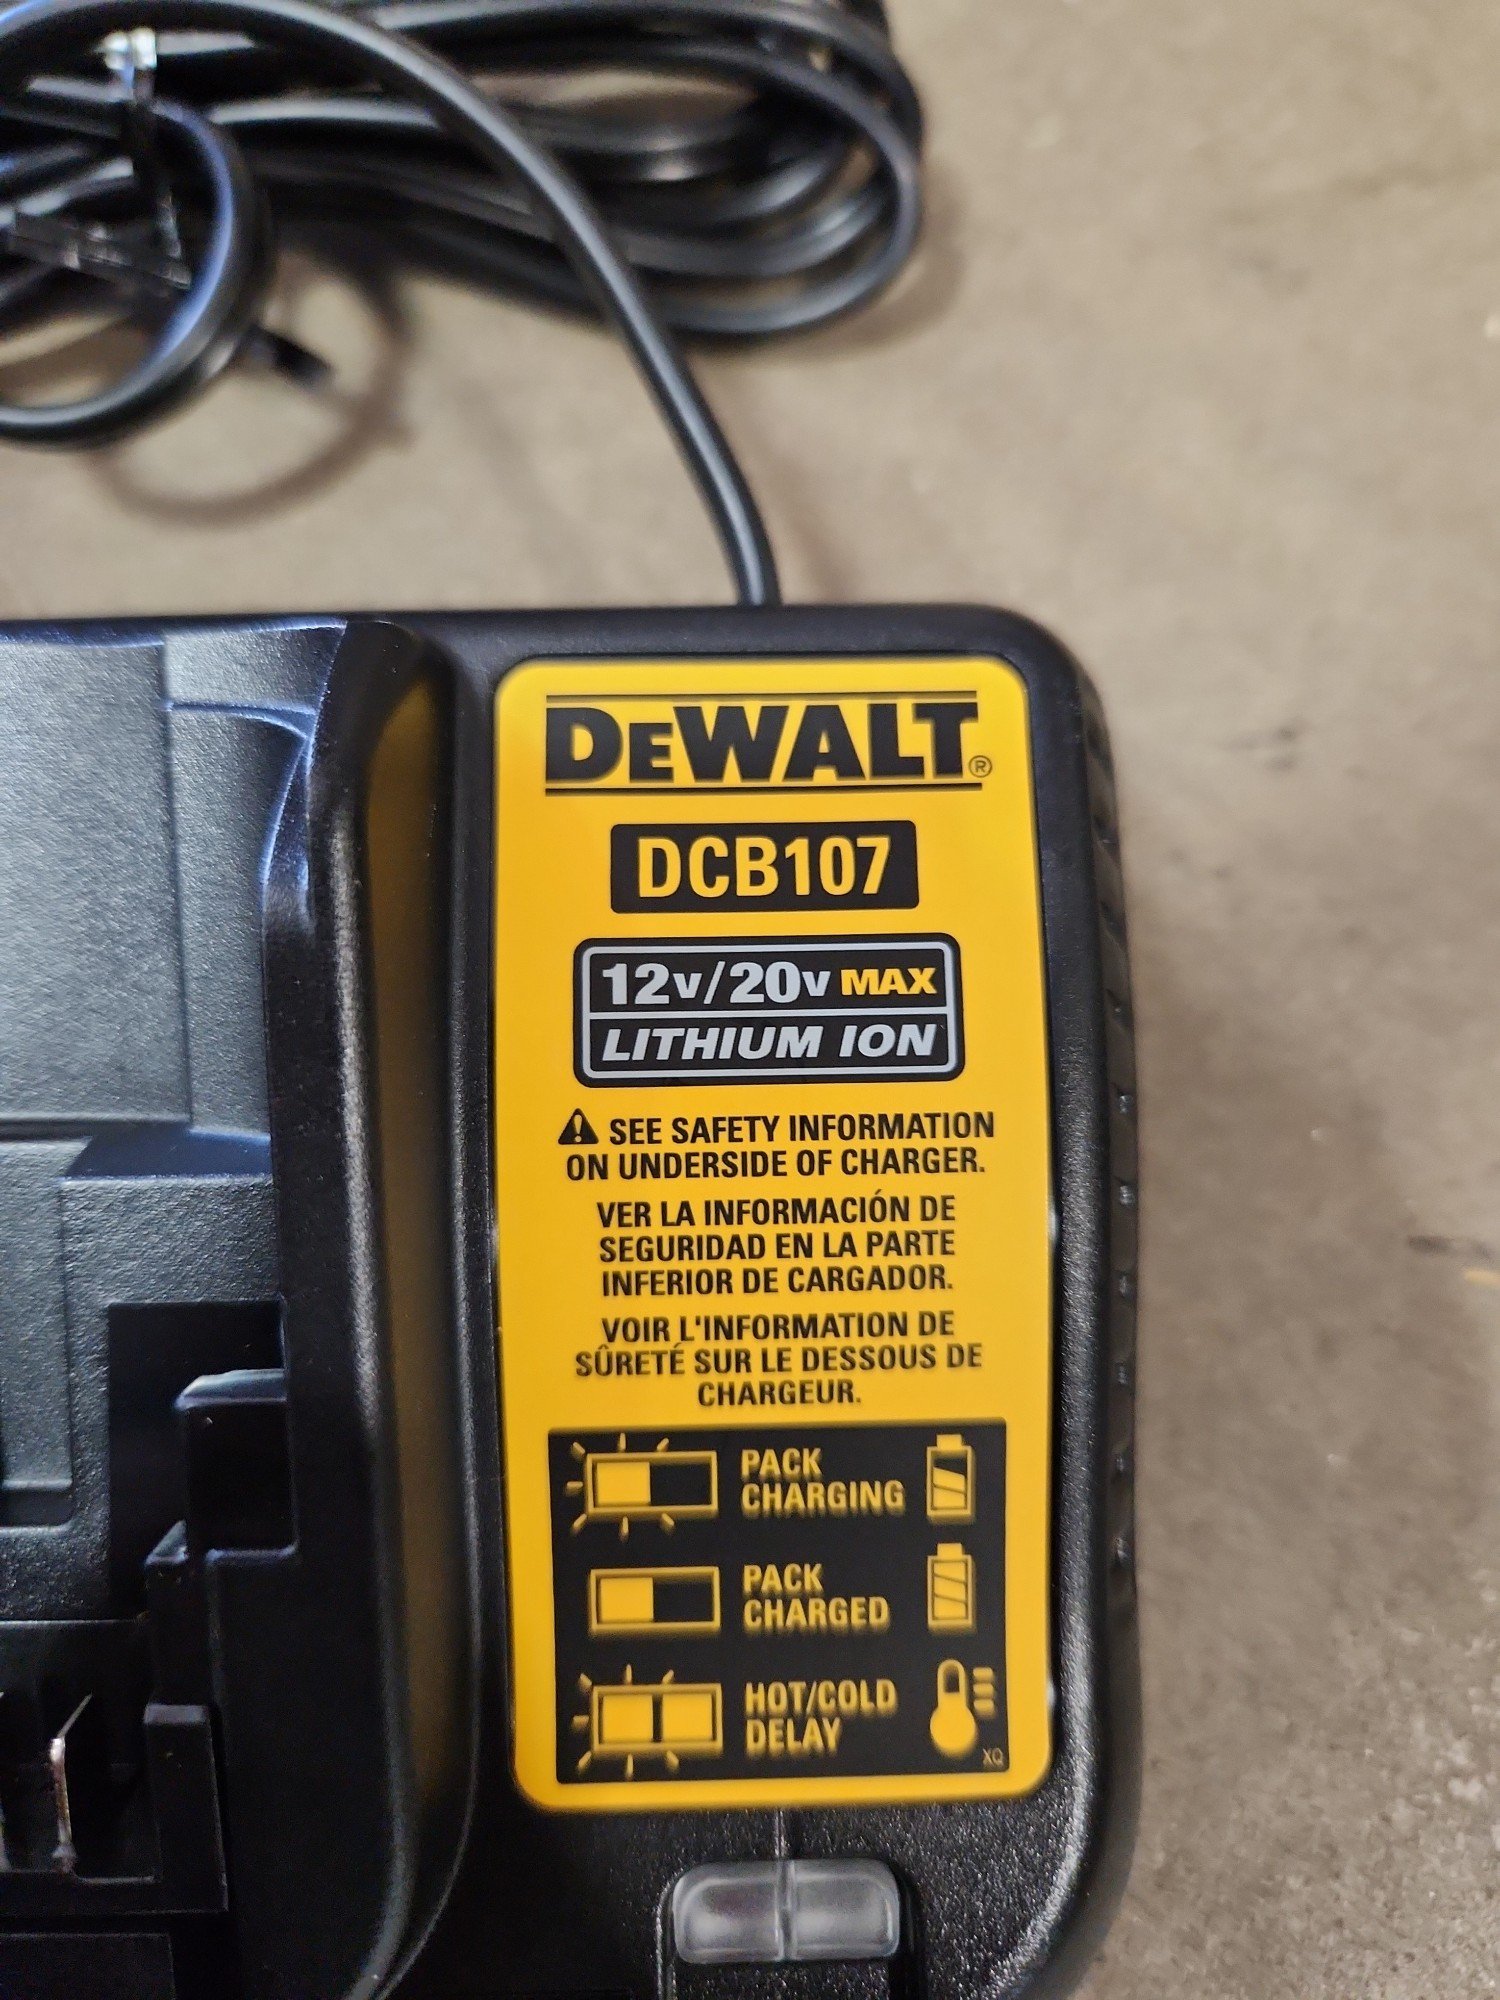 DEWALT®
DCB107
12V/20V MAX
LITHIUM ION
SEE SAFETY INFORMATION
ON UNDERSIDE OF CHARGER.
VER LA INFORMACIÓN DE
SEGURIDAD EN LA PARTE
INFERIOR DE CARGADOR.
VOIR L'INFORMATION DE
SÛRETÉ SUR LE DESSOUS DE
CHARGEUR.
PACK
CHARGING
PACK
CHARGED
HOT/COLD
DELAY
XQ